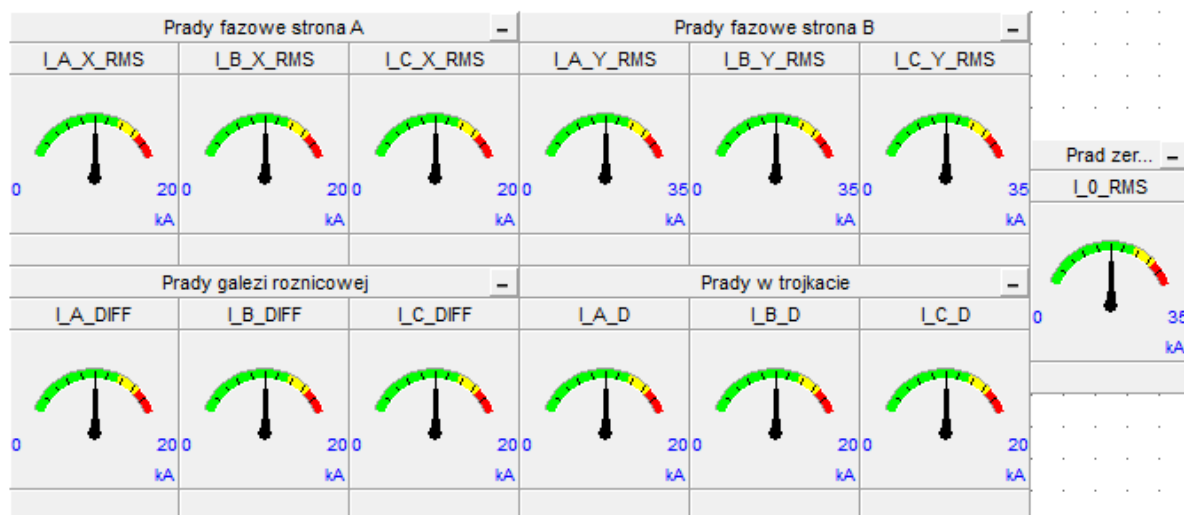 Prady fazowe strona A
Prady fazowe strona B
I_A_X_RMS I_B_X_RMS I_C_X_RMS I_A_Y_RMS I_B_Y_RMS I_C_Y_RMS
0 20 0 20 0 20 0 35 0 35 0 35
kA kA kA kA kA kA
Prad zer...
I_0_RMS
0 35
kA
Prady galezi roznicowej
Prady w trojkacie
I_A_DIFF I_B_DIFF I_C_DIFF I_A_D I_B_D I_C_D
0 20 0 20 0 20 0 20 0 20 0 20
kA kA kA kA kA kA